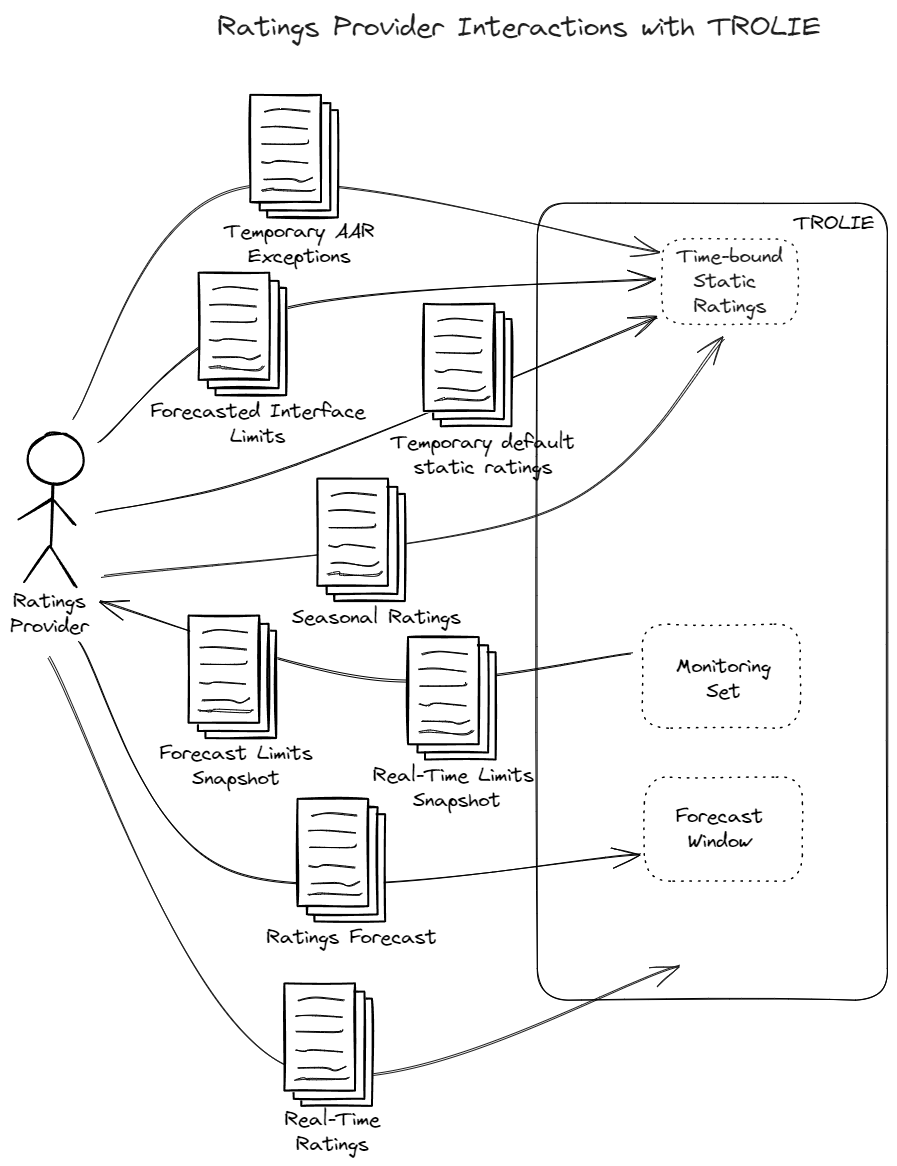 Ratings Provider Interactions with TROLIE
TROLIE
Temporary AAR
Exceptions
Time-bound
Static
Ratings
Forecasted Interface
Limits
Temporary default
static ratings
Ratings
Provider
Seasonal Ratings
Monitoring
Set
Forecast Limits
Snapshot
Real-Time Limits
Snapshot
Forecast
Window
Ratings Forecast
Real-Time
Ratings